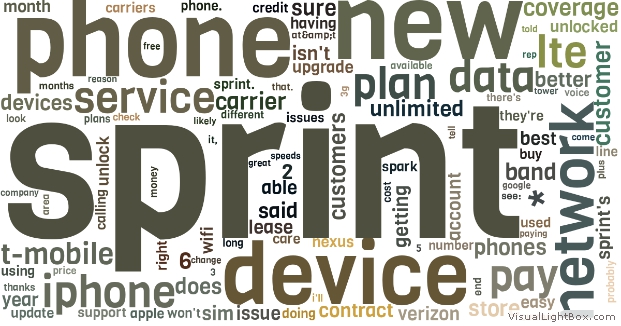 month
carriers
phone.
credit
sure
having
at&amp;t
isn't
upgrade
phone
free
new
told
coverage
unlocked
lte
rep
customer
months
reason
sprint.
that.
3g
available
plan
data
better
tower
voice
devices
service
carrier
unlimited
there's
they're
look
plans
check
likely
different
issues
tell
best
come
buy
network
plus
line
sprint
it,
great
speeds
2
able
customers
spark
cost
getting
account
band
google
see:
*
company
area
calling
unlock
money
said
lease
used
paying
sprint's
probably
t-mobile
right
wifi
6
change
3
long
care
nexus
5
number
phones
using
price
thanks
year
iphone
does
device
i'll
end
pay
easy
store
update
support
apple
won't
sim
issue
doing
contract
verizon
VisualLightBox.com